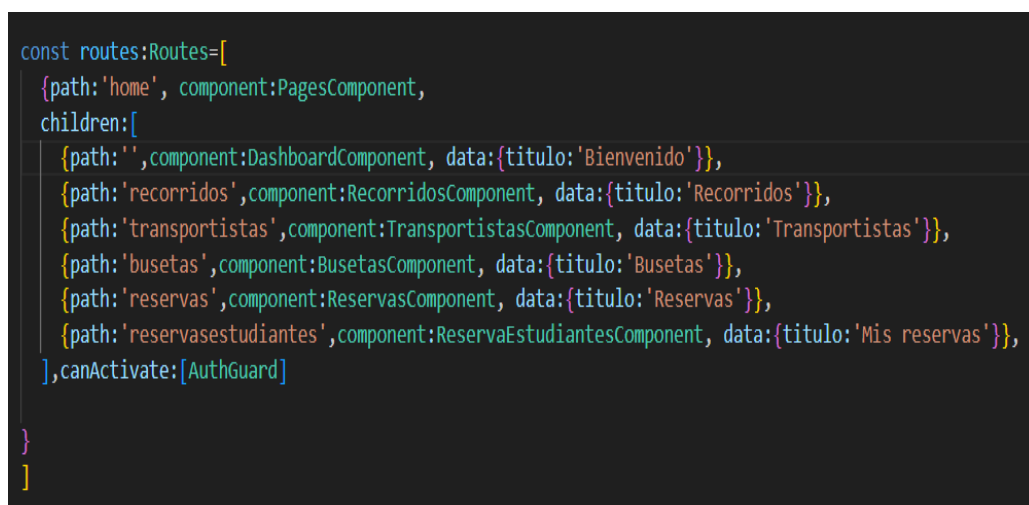 const routes:Routes=[
{path:'home', component:PagesComponent,
children:[
{path:'',component:DashboardComponent, data:{titulo:'Bienvenido'}},
{path:'recorridos',component:RecorridosComponent, data:{titulo:'Recorridos'}},
{path:'transportistas',component:TransportistasComponent, data:{titulo:'Transportistas'}},
{path:'busetas',component:BusetasComponent, data:{titulo:'Busetas'}},
{path:'reservas',component:ReservasComponent, data:{titulo:'Reservas'}},
{path:'reservasestudiantes',component:ReservaEstudiantesComponent, data:{titulo:'Mis reservas'}},
],canActivate:[AuthGuard]
}
]